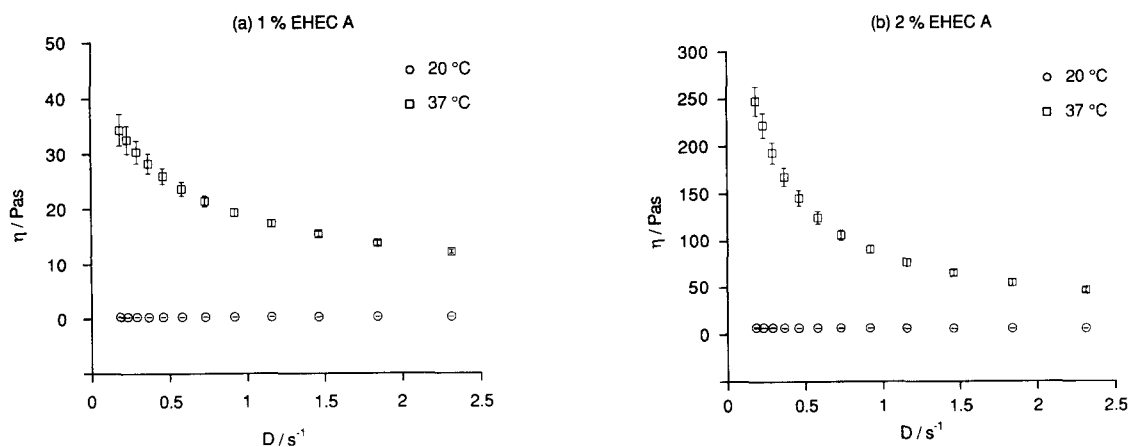 (a) 1 % EHEC A
50
40
30
20
10
0
η / Pas
○ 20 °C
□ 37 °C
0 0.5 1 1.5 2 2.5
D / s⁻¹
(b) 2 % EHEC A
300
250
200
150
100
50
0
η / Pas
○ 20 °C
□ 37 °C
0 0.5 1 1.5 2 2.5
D / s⁻¹